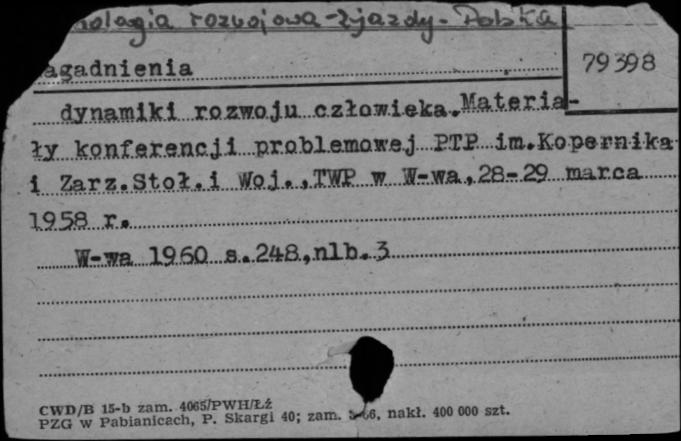 ologia rozwojowa - Zjazdy - Polska
79398
agadnienia
dynamiki rozwoju człowieka. Materia-
ły konferencji problemowej PTP im. Kopernika
i Zarz. Stoł. i Woj., TWP w W-wa, 28-29 marca
1958 r.
W-wa 1960 s. 248, nlb. 3
CWD/B 15-b zam. 4065/PWH/Łź
PZG w Pabianicach, P. Skargi 40; zam. nakł. 400 000 szt.